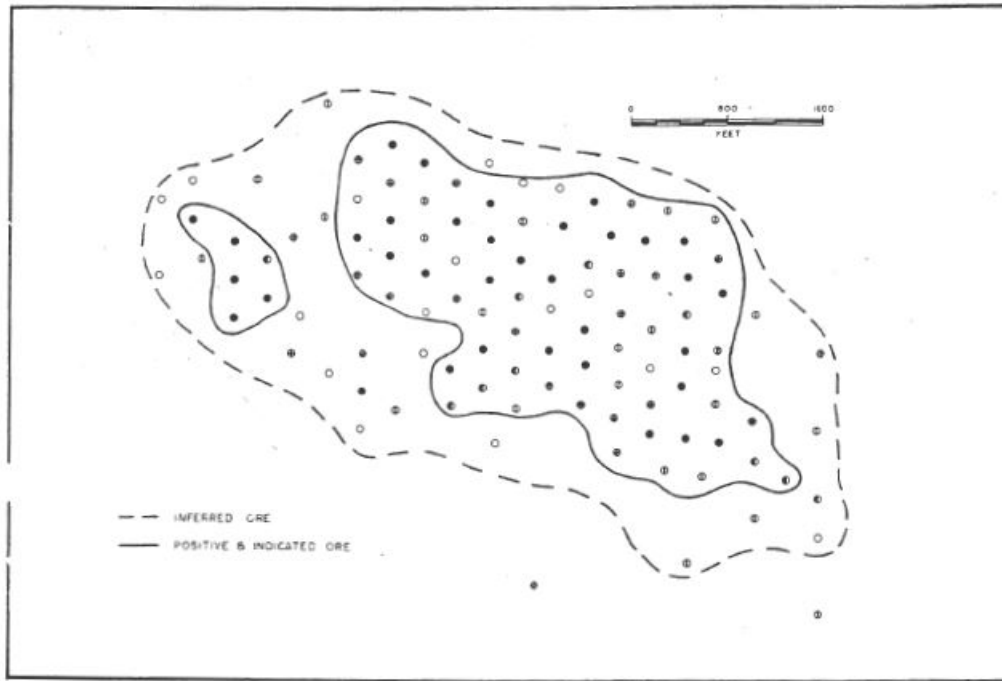 0 800 1600
FEET
INFERRED ORE
POSITIVE & INDICATED ORE